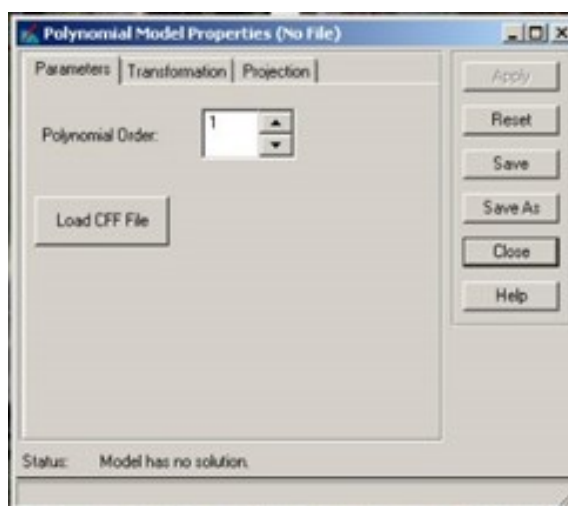 Polynomial Model Properties (No File)
Parameters Transformation Projection
Apply
Polynomial Order: 1
Reset
Save
Load CFF File
Save As
Close
Help
Status: Model has no solution.